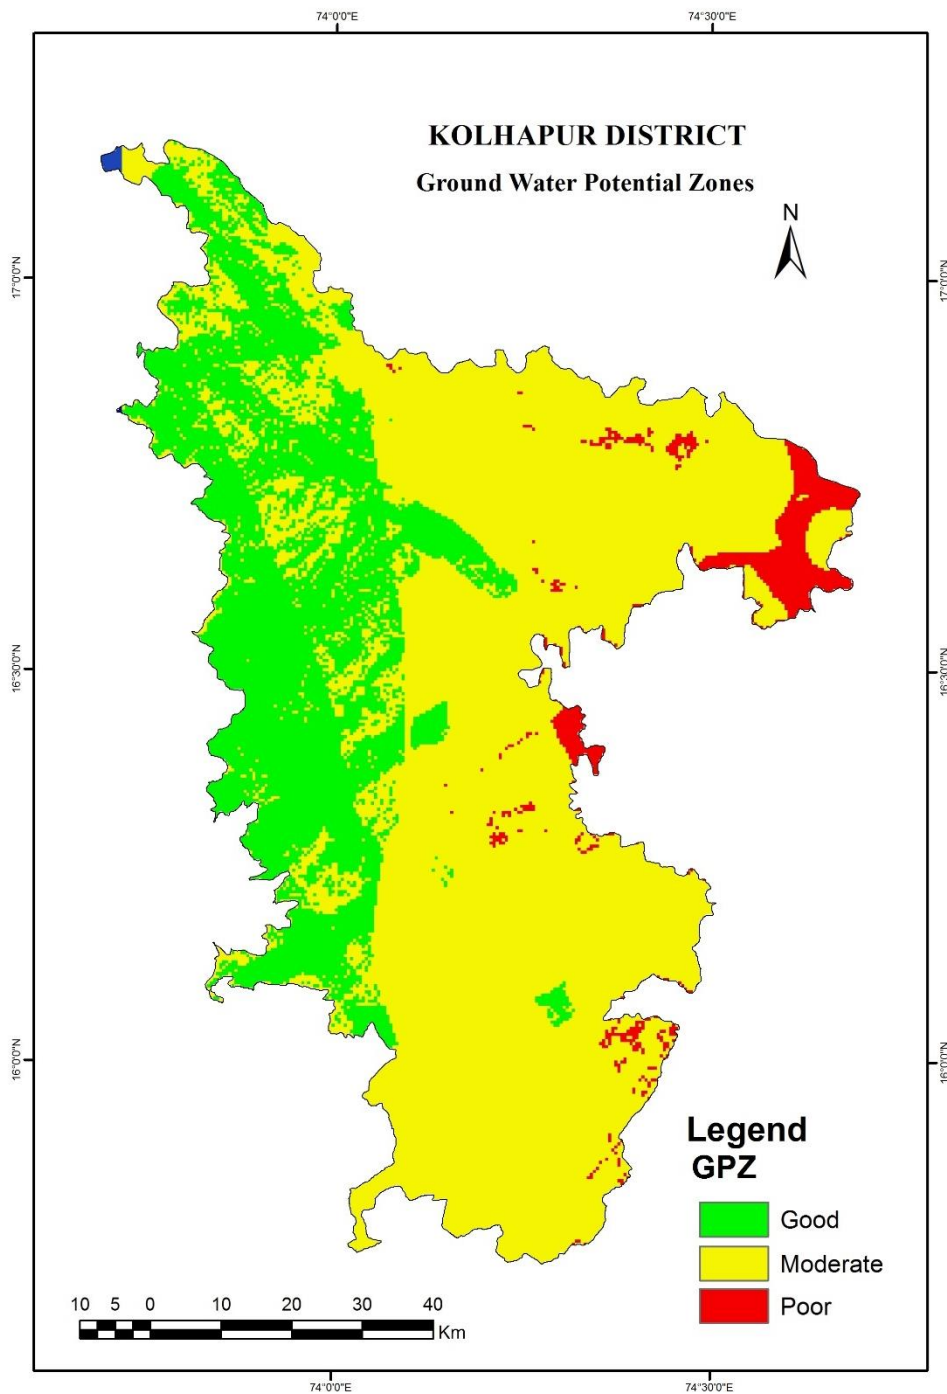 74°0'0"E
74°30'0"E
KOLHAPUR DISTRICT
Ground Water Potential Zones
N
17°0'0"N
17°0'0"N
16°30'0"N
16°30'0"N
16°0'0"N
16°0'0"N
Legend
GPZ
Good
Moderate
Poor
10 5 0 10 20 30 40
Km
74°0'0"E
74°30'0"E